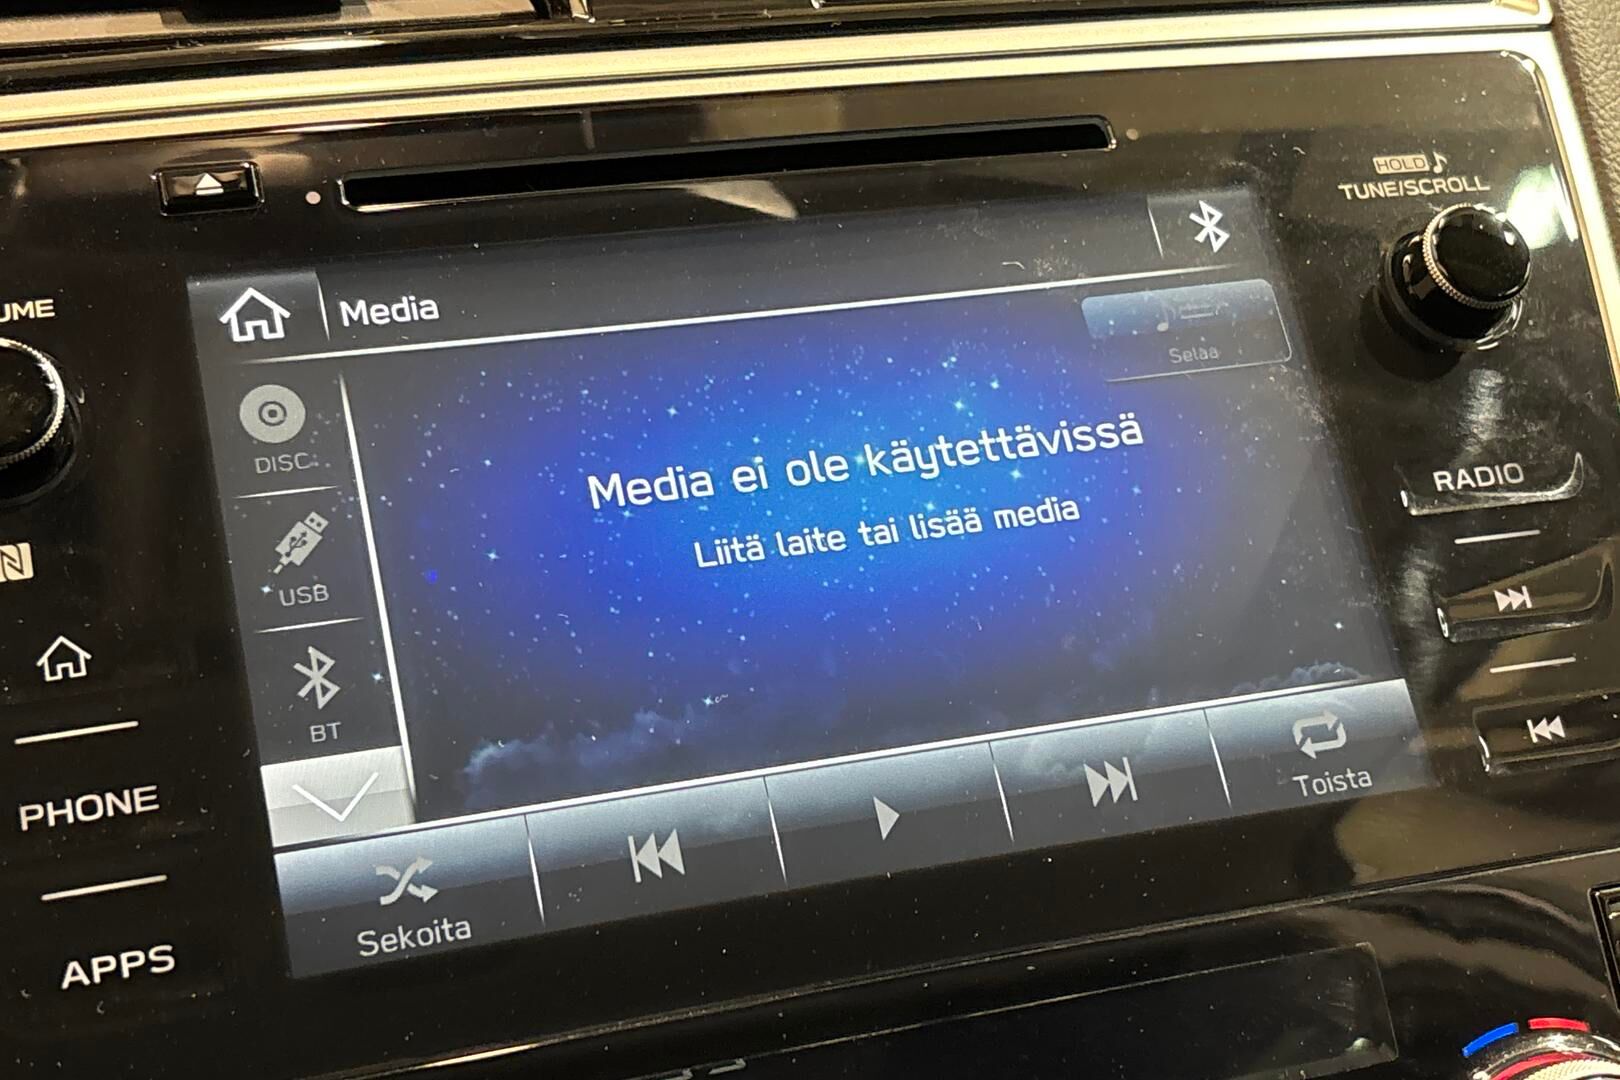 HOLD
TUNE/SCROLL
UME
Media
Selaa
DISC
Media ei ole käytettävissä
Liitä laite tai lisää media
RADIO
USB
BT
PHONE
Toista
Sekoita
APPS